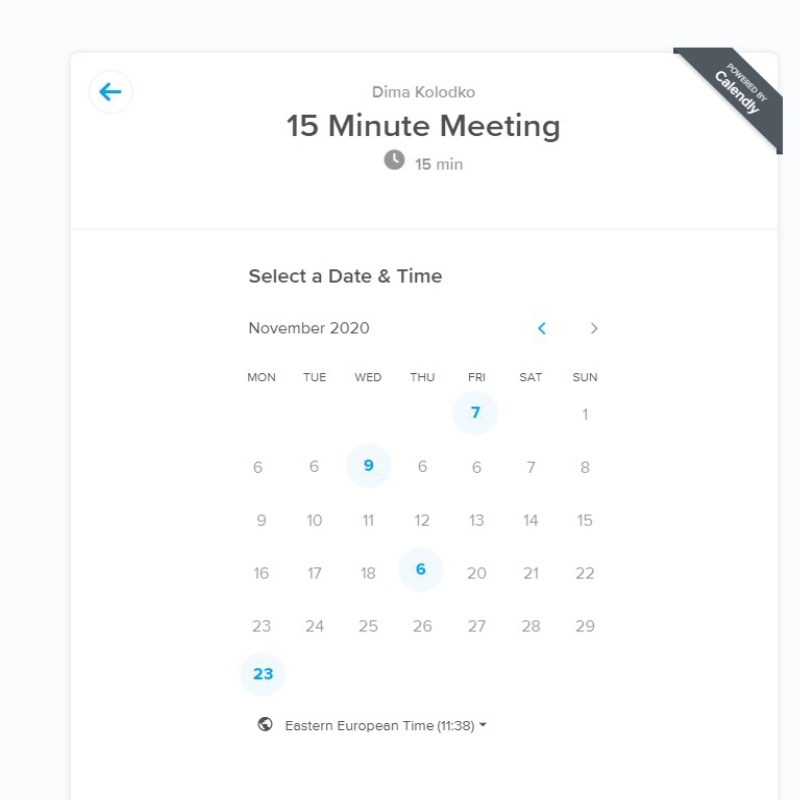 POWERED BY
Calendly
Dima Kolodko
15 Minute Meeting
15 min
Select a Date & Time
November 2020
MON TUE WED THU FRI SAT SUN
7 1
6 6 9 6 6 7 8
9 10 11 12 13 14 15
16 17 18 6 20 21 22
23 24 25 26 27 28 29
23
Eastern European Time (11:38)